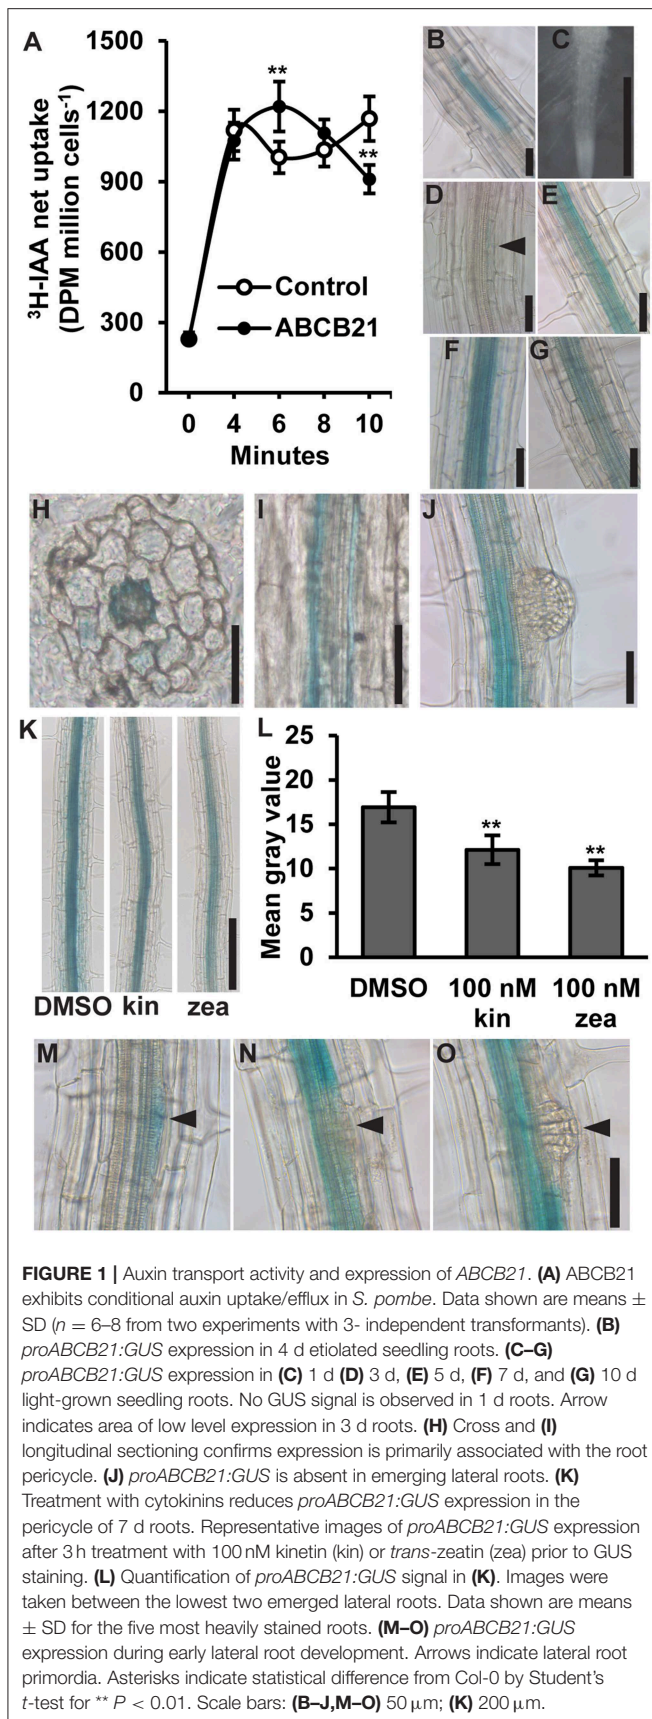 A
1500
1200
900
600
300
0
³H-IAA net uptake
(DPM million cells⁻¹)
**
**
Control
ABCB21
0 4 6 8 10
Minutes
B
C
D
E
F
G
H
I
J
K
DMSO kin zea
L
25
20
15
10
5
0
Mean gray value
**
**
DMSO 100 nM 100 nM
kin zea
M
N
O
FIGURE 1 | Auxin transport activity and expression of ABCB21. (A) ABCB21
exhibits conditional auxin uptake/efflux in S. pombe. Data shown are means ±
SD (n = 6–8 from two experiments with 3- independent transformants). (B)
proABCB21:GUS expression in 4 d etiolated seedling roots. (C–G)
proABCB21:GUS expression in (C) 1 d (D) 3 d, (E) 5 d, (F) 7 d, and (G) 10 d
light-grown seedling roots. No GUS signal is observed in 1 d roots. Arrow
indicates area of low level expression in 3 d roots. (H) Cross and (I)
longitudinal sectioning confirms expression is primarily associated with the root
pericycle. (J) proABCB21:GUS is absent in emerging lateral roots. (K)
Treatment with cytokinins reduces proABCB21:GUS expression in the
pericycle of 7 d roots. Representative images of proABCB21:GUS expression
after 3 h treatment with 100 nM kinetin (kin) or trans-zeatin (zea) prior to GUS
staining. (L) Quantification of proABCB21:GUS signal in (K). Images were
taken between the lowest two emerged lateral roots. Data shown are means
± SD for the five most heavily stained roots. (M–O) proABCB21:GUS
expression during early lateral root development. Arrows indicate lateral root
primordia. Asterisks indicate statistical difference from Col-0 by Student's
t-test for ** P < 0.01. Scale bars: (B–J,M–O) 50 μm; (K) 200 μm.